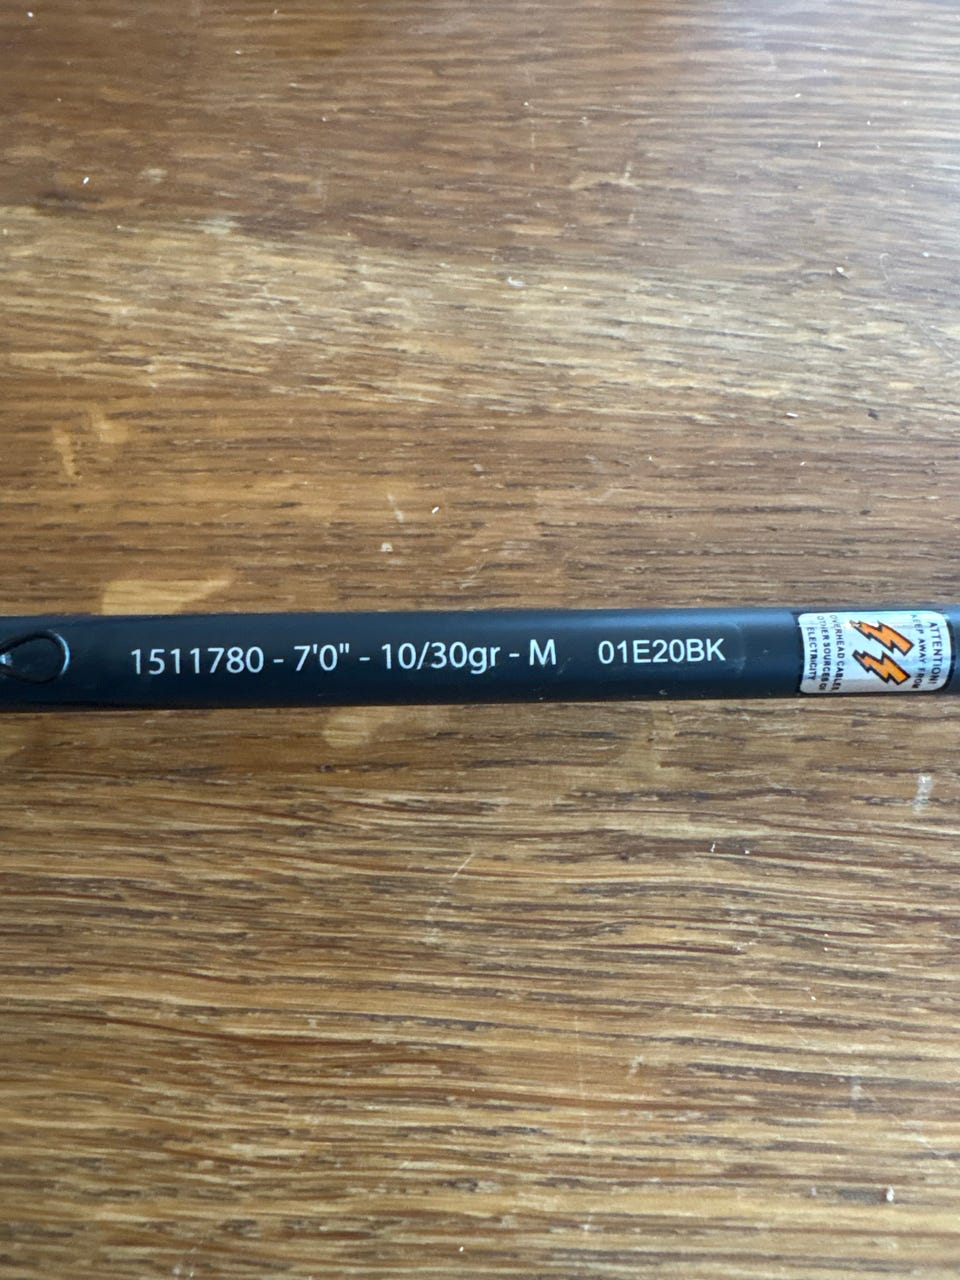 1511780 - 7'0" - 10/30gr - M 01E20BK
ATTENTION!
KEEP AWAY FROM
OVERHEAD CABLES
OTHER SOURCES OF
ELECTRICITY